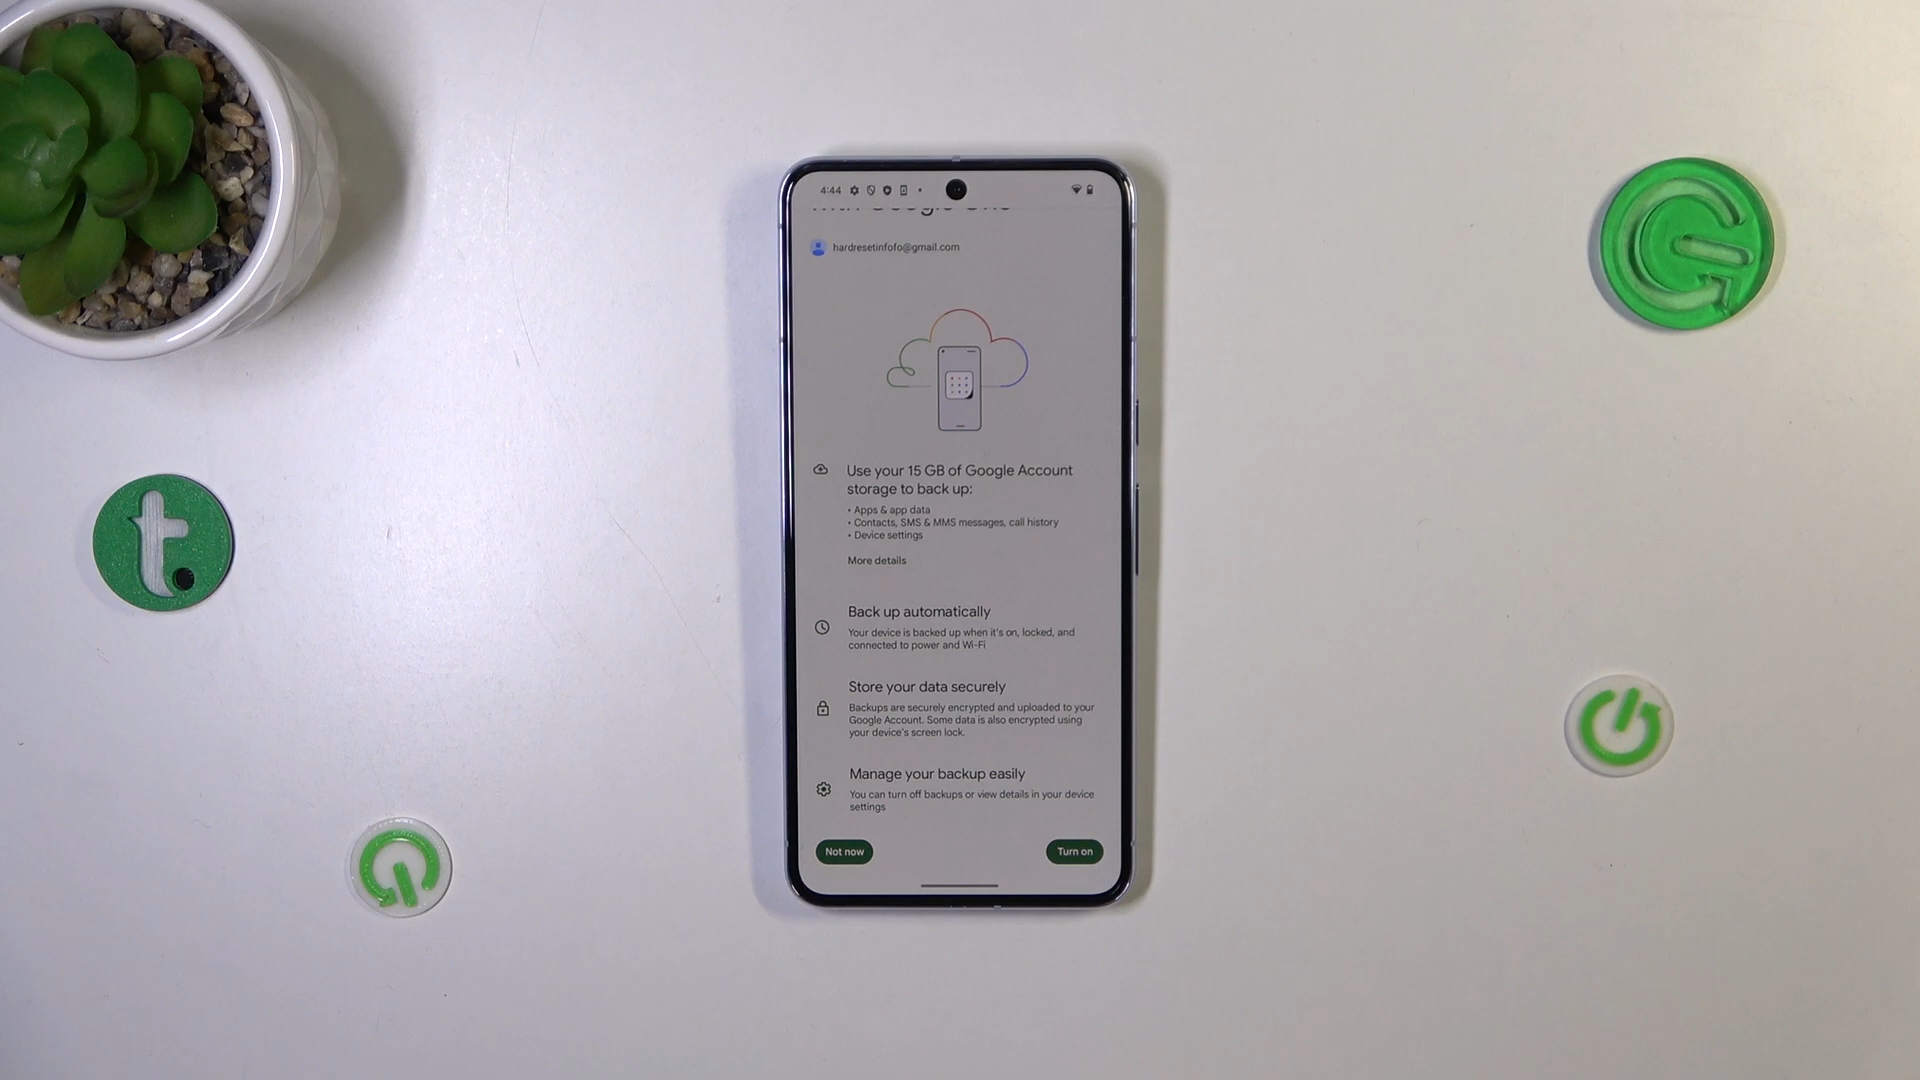 4:44
with Google One
hardresetinfofo@gmail.com
Use your 15 GB of Google Account
storage to back up:
• Apps & app data
• Contacts, SMS & MMS messages, call history
• Device settings
More details
Back up automatically
Your device is backed up when it's on, locked, and
connected to power and Wi-Fi
Store your data securely
Backups are securely encrypted and uploaded to your
Google Account. Some data is also encrypted using
your device's screen lock.
Manage your backup easily
You can turn off backups or view details in your device
settings
Not now
Turn on
t.